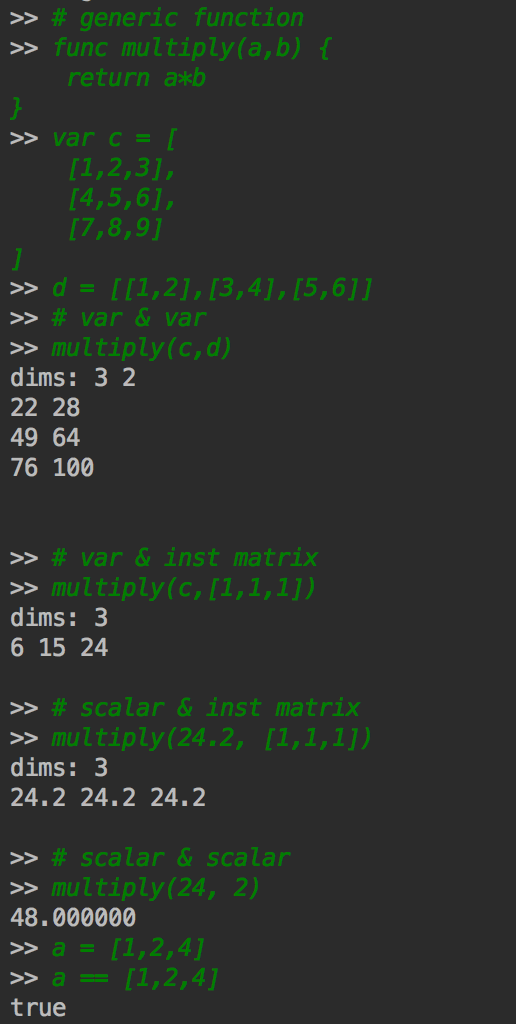 >> # generic function
>> func multiply(a,b) {
    return a*b
}
>> var c = [
    [1,2,3],
    [4,5,6],
    [7,8,9]
]
>> d = [[1,2],[3,4],[5,6]]
>> # var & var
>> multiply(c,d)
dims: 3 2
22 28
49 64
76 100
>> # var & inst matrix
>> multiply(c,[1,1,1])
dims: 3
6 15 24
>> # scalar & inst matrix
>> multiply(24.2, [1,1,1])
dims: 3
24.2 24.2 24.2
>> # scalar & scalar
>> multiply(24, 2)
48.000000
>> a = [1,2,4]
>> a == [1,2,4]
true